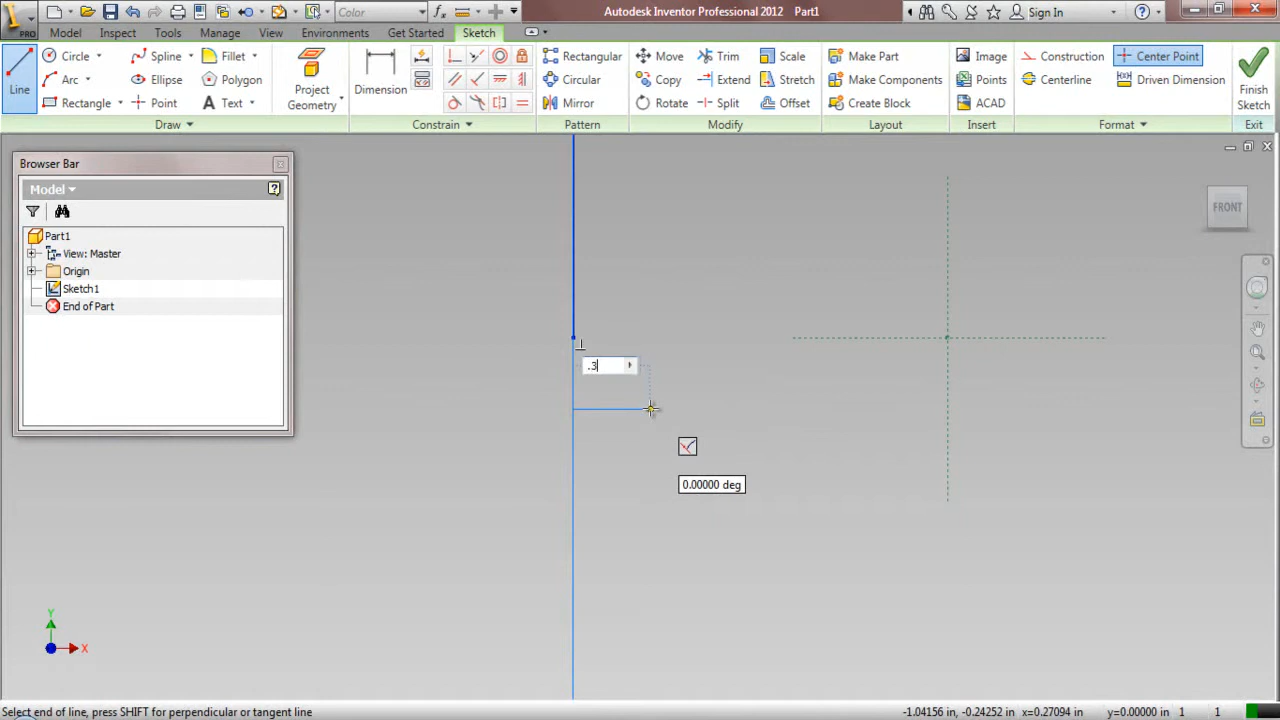 PRO
Color
Autodesk Inventor Professional 2012 Part1
Sign In
Model Inspect Tools Manage View Environments Get Started Sketch
Line
Circle Spline Fillet
Arc Ellipse Polygon
Rectangle Point Text
Project
Geometry
Dimension
Rectangular
Circular
Mirror
Move Trim Scale
Copy Extend Stretch
Rotate Split Offset
Make Part
Make Components
Create Block
Image
Points
ACAD
Construction Center Point
Centerline Driven Dimension
Finish
Sketch
Draw Constrain Pattern Modify Layout Insert Format Exit
Browser Bar
Model
Part1
View: Master
Origin
Sketch1
End of Part
FRONT
.3
0.00000 deg
Y
X
Select end of line, press SHIFT for perpendicular or tangent line
-1.04156 in, -0.24252 in x=0.27094 in y=0.00000 in 1 1